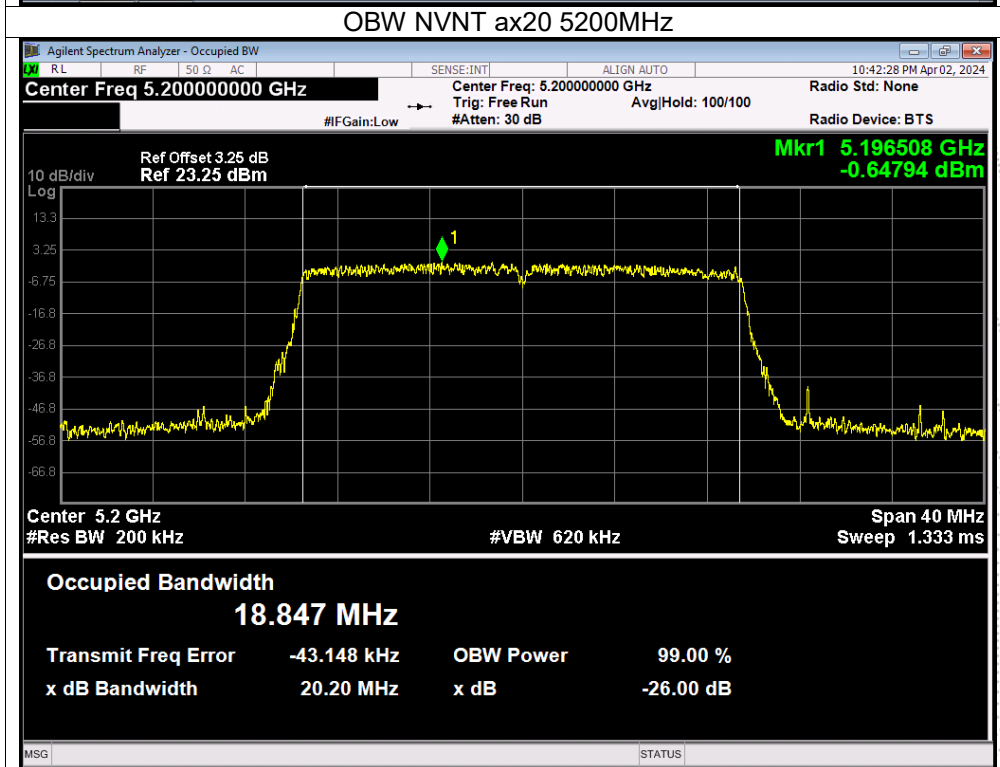 OBW NVNT ax20 5200MHz
Agilent Spectrum Analyzer - Occupied BW
LXI RL RF 50 Ω AC SENSE:INT ALIGN AUTO 10:42:28 PM Apr 02, 2024
Center Freq 5.200000000 GHz Center Freq: 5.200000000 GHz Radio Std: None
Trig: Free Run Avg|Hold: 100/100
#IFGain:Low #Atten: 30 dB Radio Device: BTS
Ref Offset 3.25 dB Mkr1 5.196508 GHz
10 dB/div Ref 23.25 dBm -0.64794 dBm
Log
13.3
1
3.25
-6.75
-16.8
-26.8
-36.8
-46.8
-56.8
-66.8
Center 5.2 GHz Span 40 MHz
#Res BW 200 kHz #VBW 620 kHz Sweep 1.333 ms
Occupied Bandwidth
18.847 MHz
Transmit Freq Error -43.148 kHz OBW Power 99.00 %
x dB Bandwidth 20.20 MHz x dB -26.00 dB
MSG STATUS